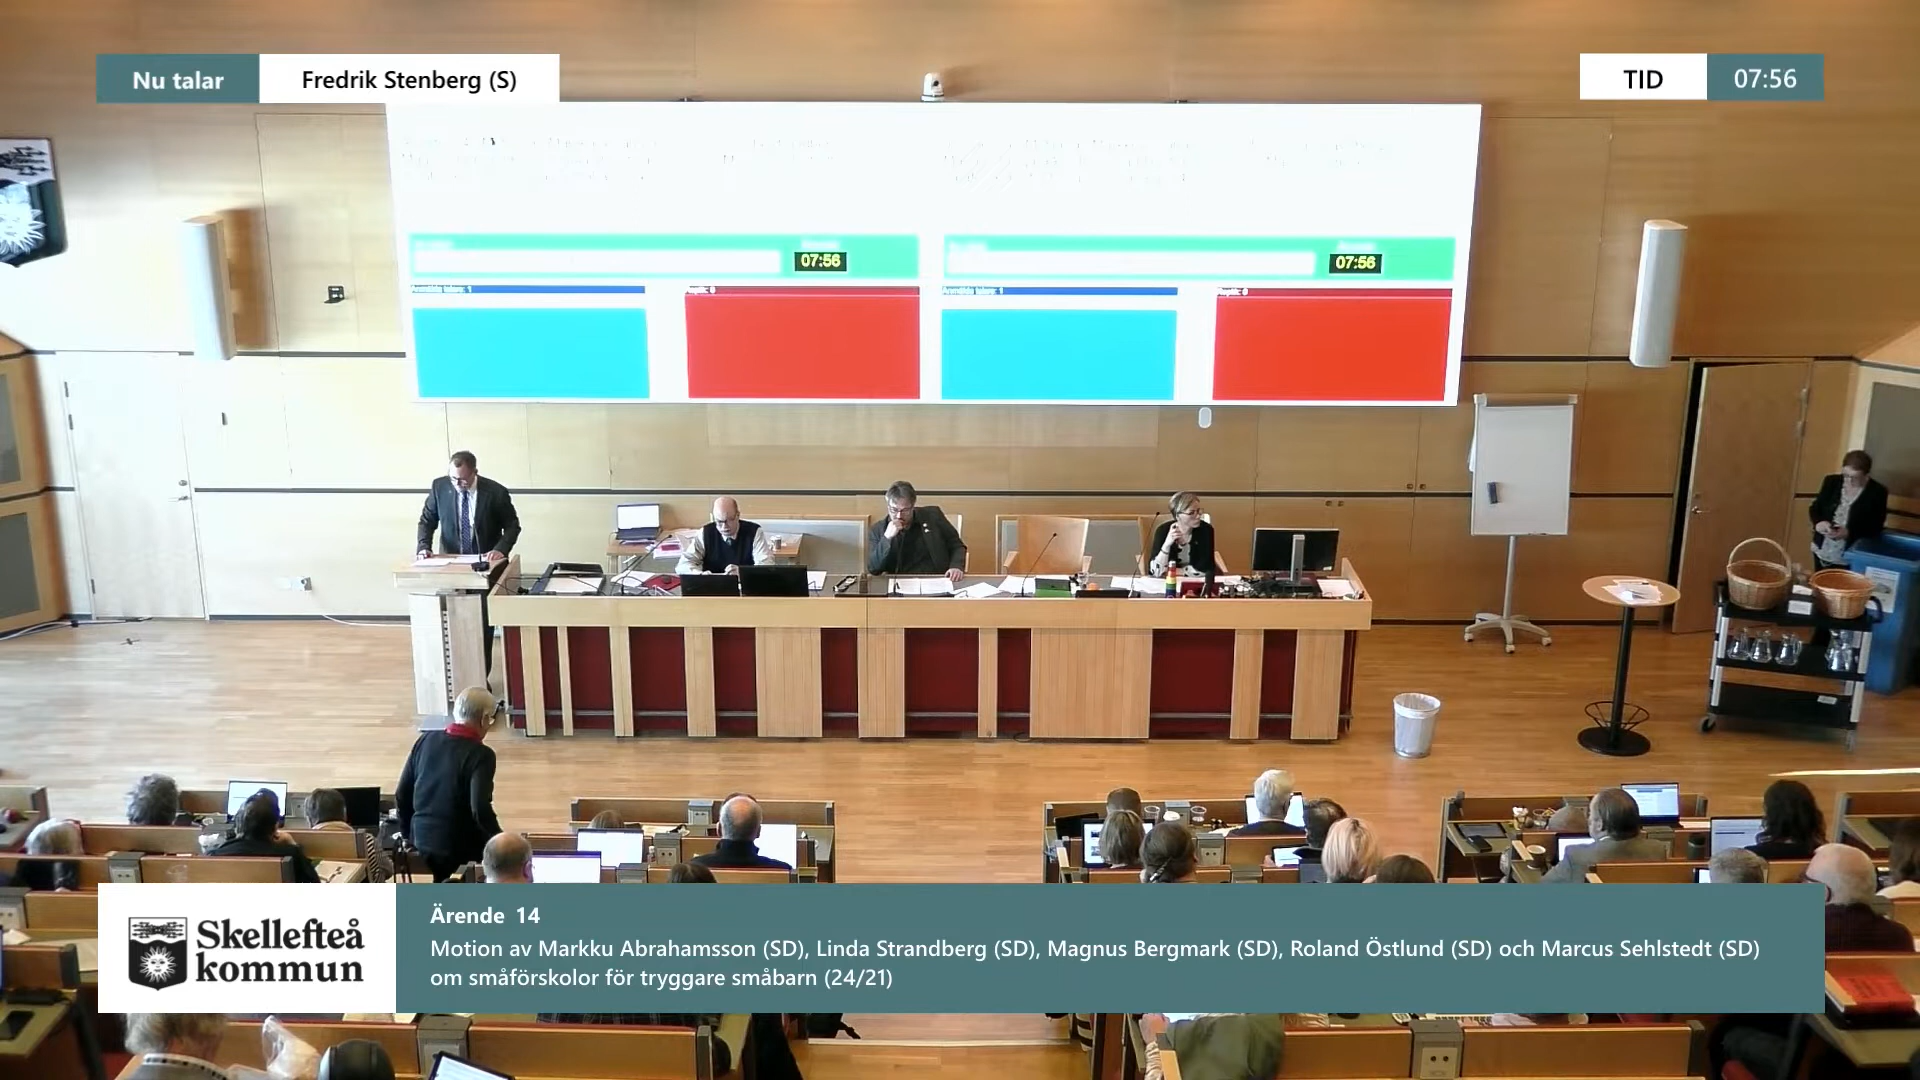 Nu talar
Fredrik Stenberg (S)
TID
07:56
07:56
07:56
Ärende 14
Motion av Markku Abrahamsson (SD), Linda Strandberg (SD), Magnus Bergmark (SD), Roland Östlund (SD) och Marcus Sehlstedt (SD)
om småförskolor för tryggare småbarn (24/21)
Skellefteå
kommun